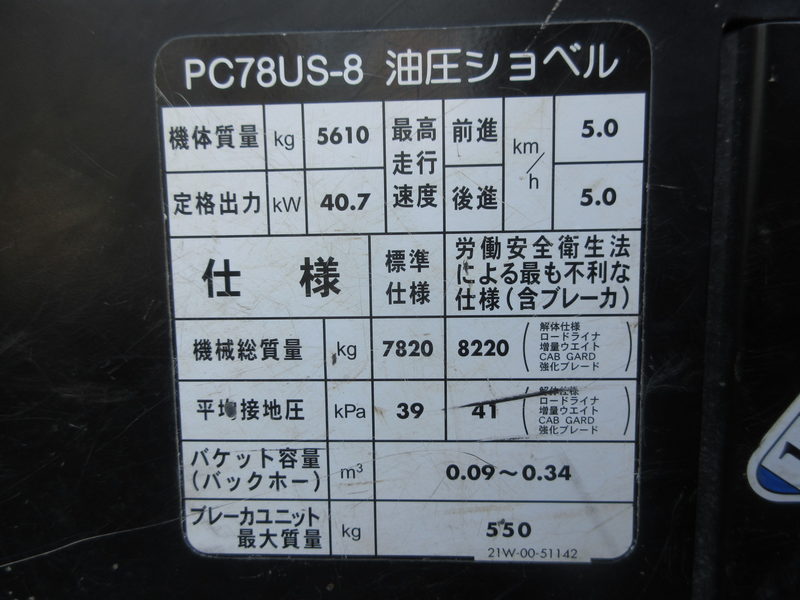 PC78US-8 油圧ショベル
機体質量 kg 5610 最高走行速度 前進 km/h 5.0
定格出力 kW 40.7 後進 5.0
仕様 標準仕様 労働安全衛生法による最も不利な仕様(含ブレーカ)
機械総質量 kg 7820 8220 (解体仕様
ロードライナ
増量ウエイト
CAB GARD
強化ブレード)
平均接地圧 kPa 39 41 (解体仕様
ロードライナ
増量ウエイト
CAB GARD
強化ブレード)
バケット容量
(バックホー) m³ 0.09～0.34
ブレーカユニット
最大質量 kg 550
21W-00-51142